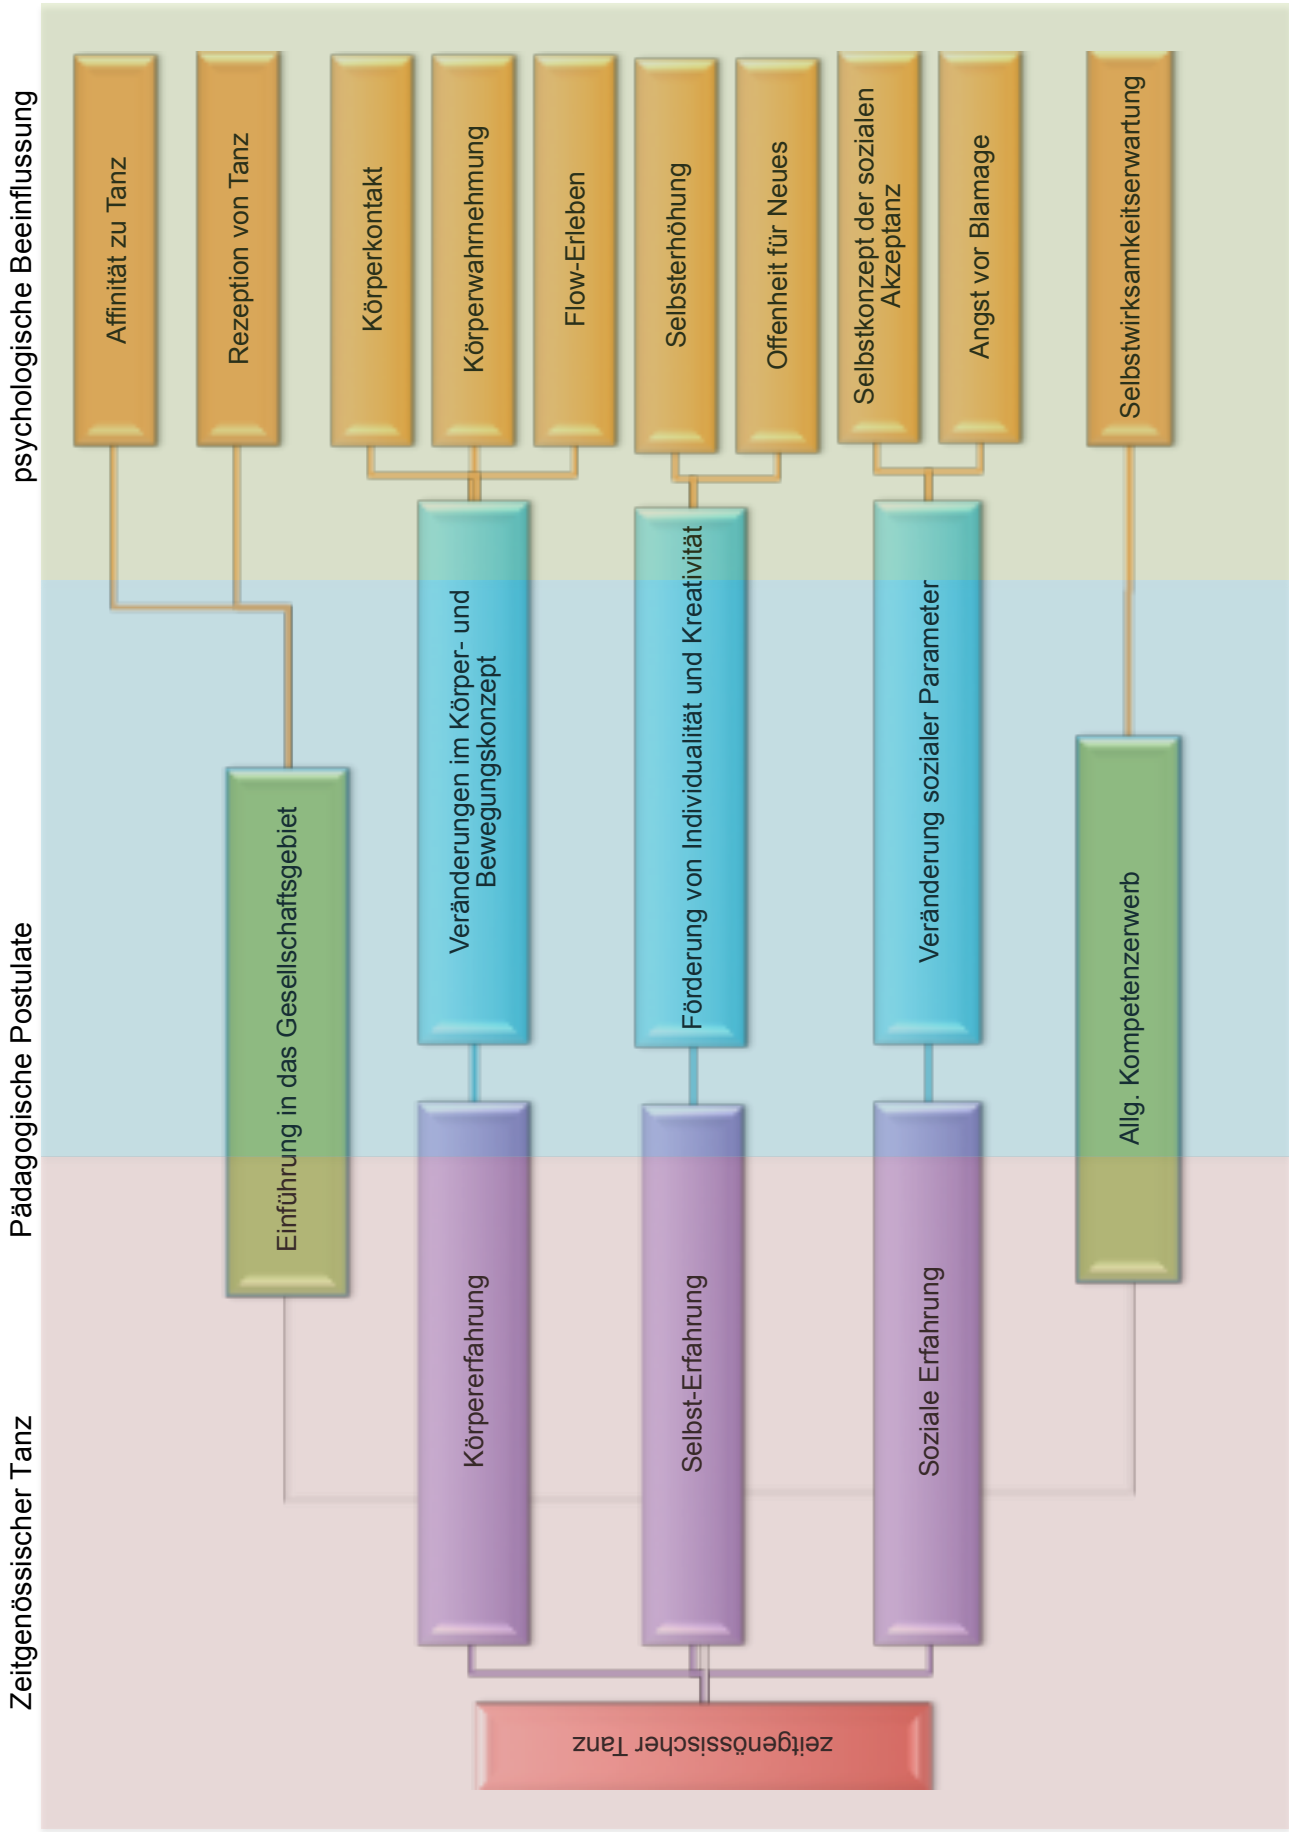 Zeitgenössischer Tanz
Pädagogische Postulate
psychologische Beeinflussung
zeitgenössischer Tanz
Einführung in das Gesellschaftsgebiet
Affinität zu Tanz
Rezeption von Tanz
Körpererfahrung
Veränderungen im Körper- und
Bewegungskonzept
Körperkontakt
Körperwahrnehmung
Flow-Erleben
Selbst-Erfahrung
Förderung von Individualität und Kreativität
Selbsterhöhung
Offenheit für Neues
Soziale Erfahrung
Veränderung sozialer Parameter
Selbstkonzept der sozialen
Akzeptanz
Angst vor Blamage
Allg. Kompetenzerwerb
Selbstwirksamkeitserwartung